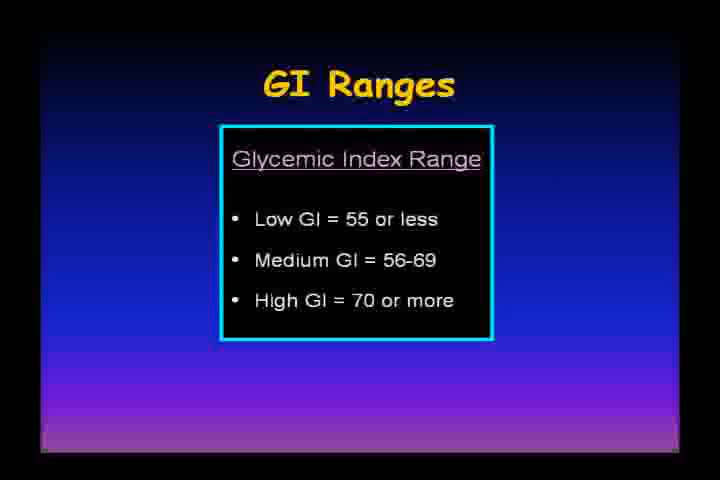 GI Ranges
Glycemic Index Range
• Low GI = 55 or less
• Medium GI = 56-69
• High GI = 70 or more